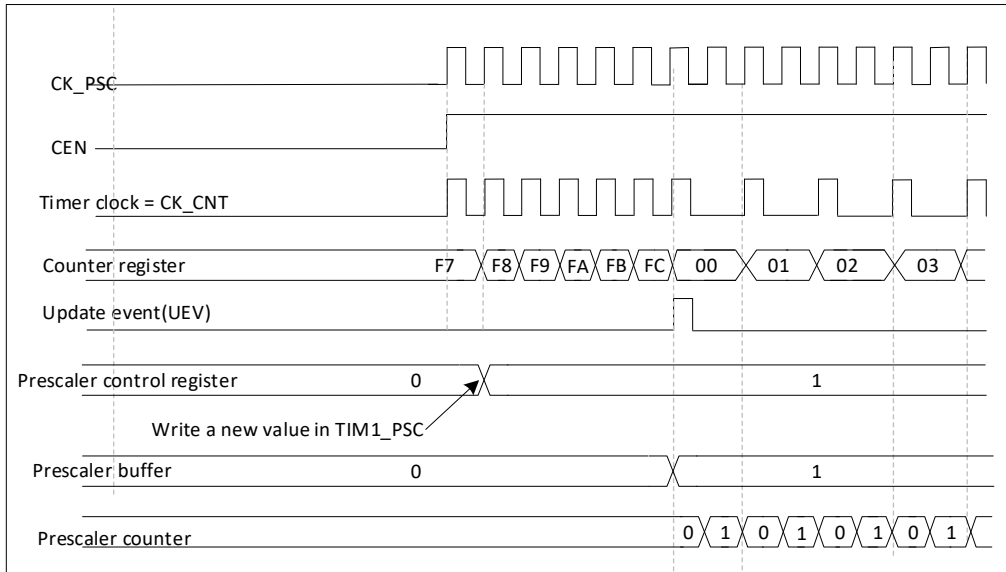 CK_PSC
CEN
Timer clock = CK_CNT
Counter register F7 F8 F9 FA FB FC 00 01 02 03
Update event(UEV)
Prescaler control register 0 1
Write a new value in TIM1_PSC
Prescaler buffer 0 1
Prescaler counter 0 1 0 1 0 1 0 1